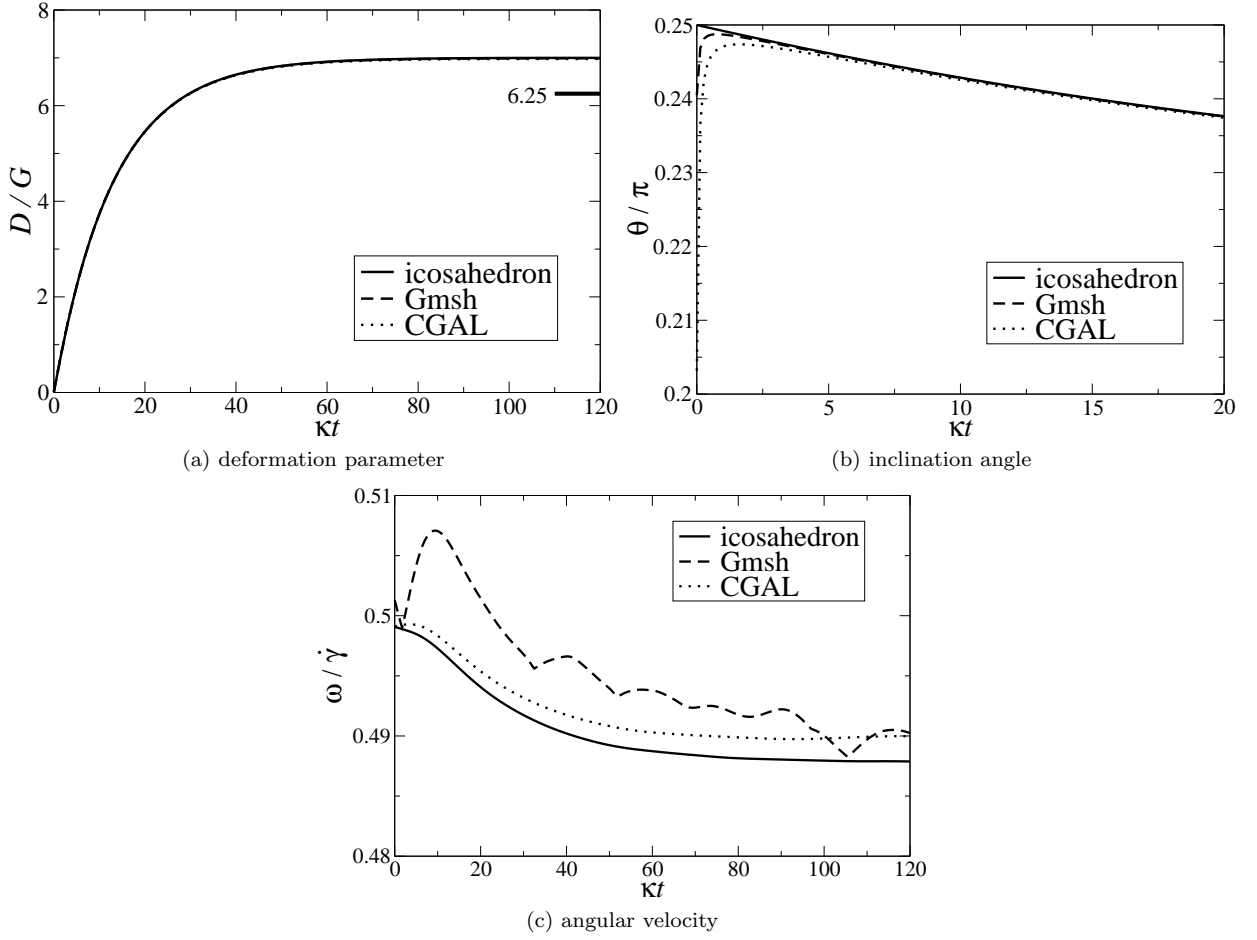 8
6
4
2
0
D / G
6.25
icosahedron
Gmsh
CGAL
0 20 40 60 80 100 120
κt
(a) deformation parameter
0.25
0.24
0.23
0.22
0.21
0.2
θ / π
icosahedron
Gmsh
CGAL
0 5 10 15 20
κt
(b) inclination angle
0.51
0.5
0.49
0.48
ω / γ̇
icosahedron
Gmsh
CGAL
0 20 40 60 80 100 120
κt
(c) angular velocity